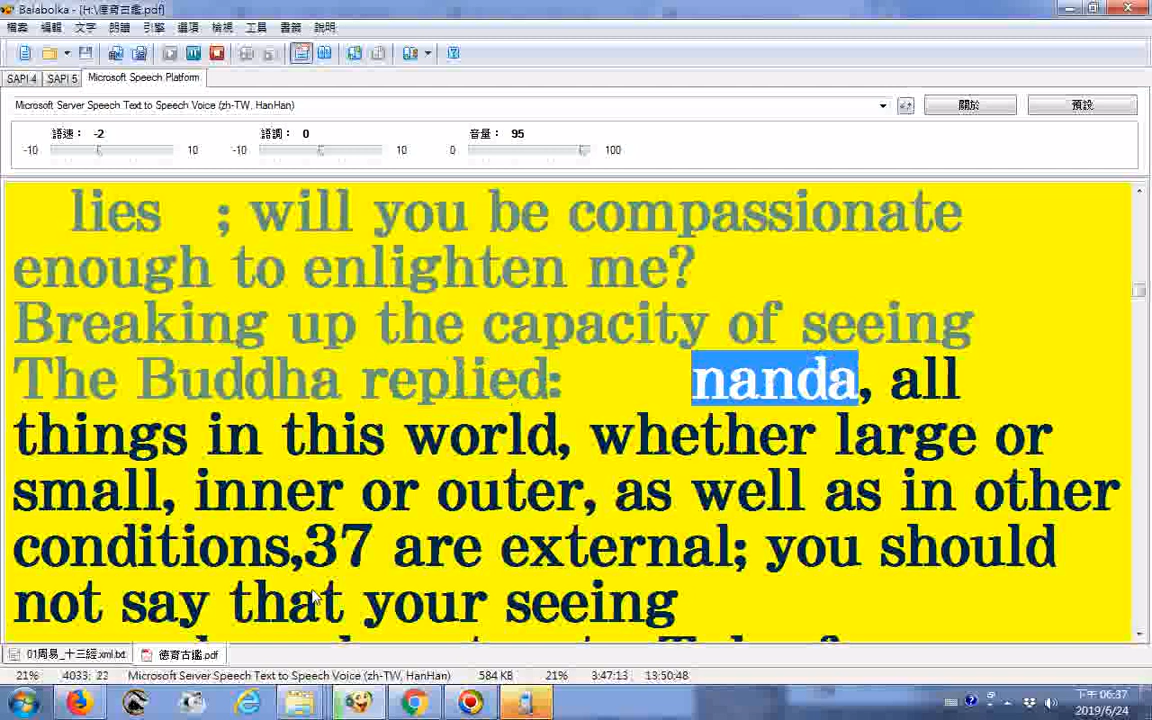 Balabolka - [H:\德育古鑑.pdf]
檔案 編輯 文字 朗讀 引擎 選項 檢視 工具 書籤 說明
SAPI 4 SAPI 5 Microsoft Speech Platform
Microsoft Server Speech Text to Speech Voice (zh-TW, HanHan)
關於 預設
語速： -2 語調： 0 音量： 95
-10 10 -10 10 0 100
lies ; will you be compassionate
enough to enlighten me?
Breaking up the capacity of seeing
The Buddha replied: nanda, all
things in this world, whether large or
small, inner or outer, as well as in other
conditions,37 are external; you should
not say that your seeing
01周易_十三經.xml.txt 德育古鑑.pdf
21% 4033: 22 Microsoft Server Speech Text to Speech Voice (zh-TW, HanHan) 584 KB 21% 3:47:13 13:50:48
下午 06:37
2019/6/24